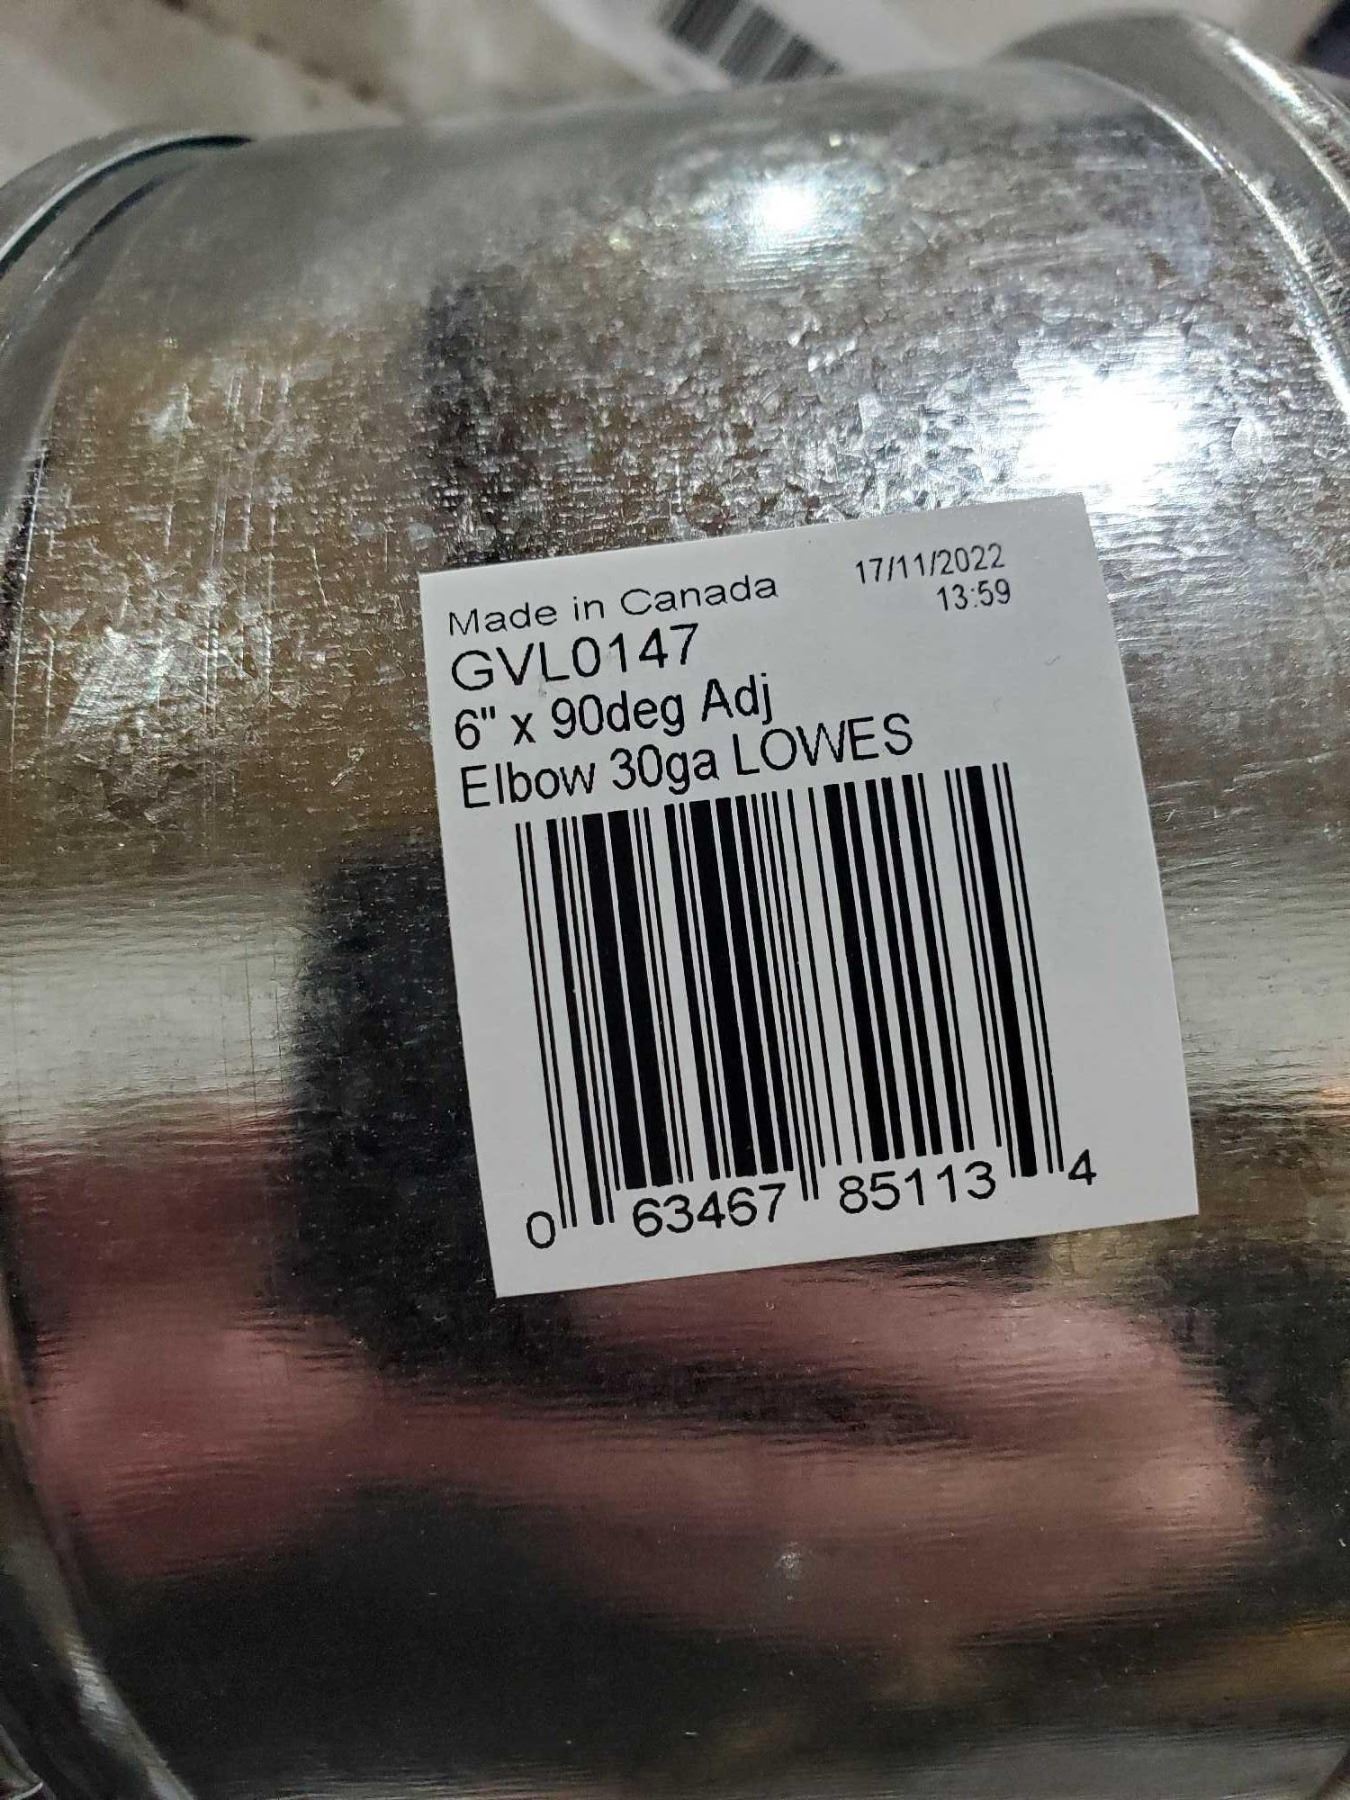 Made in Canada 17/11/2022
13:59
GVL0147
6" x 90deg Adj
Elbow 30ga LOWES
0 63467 85113 4